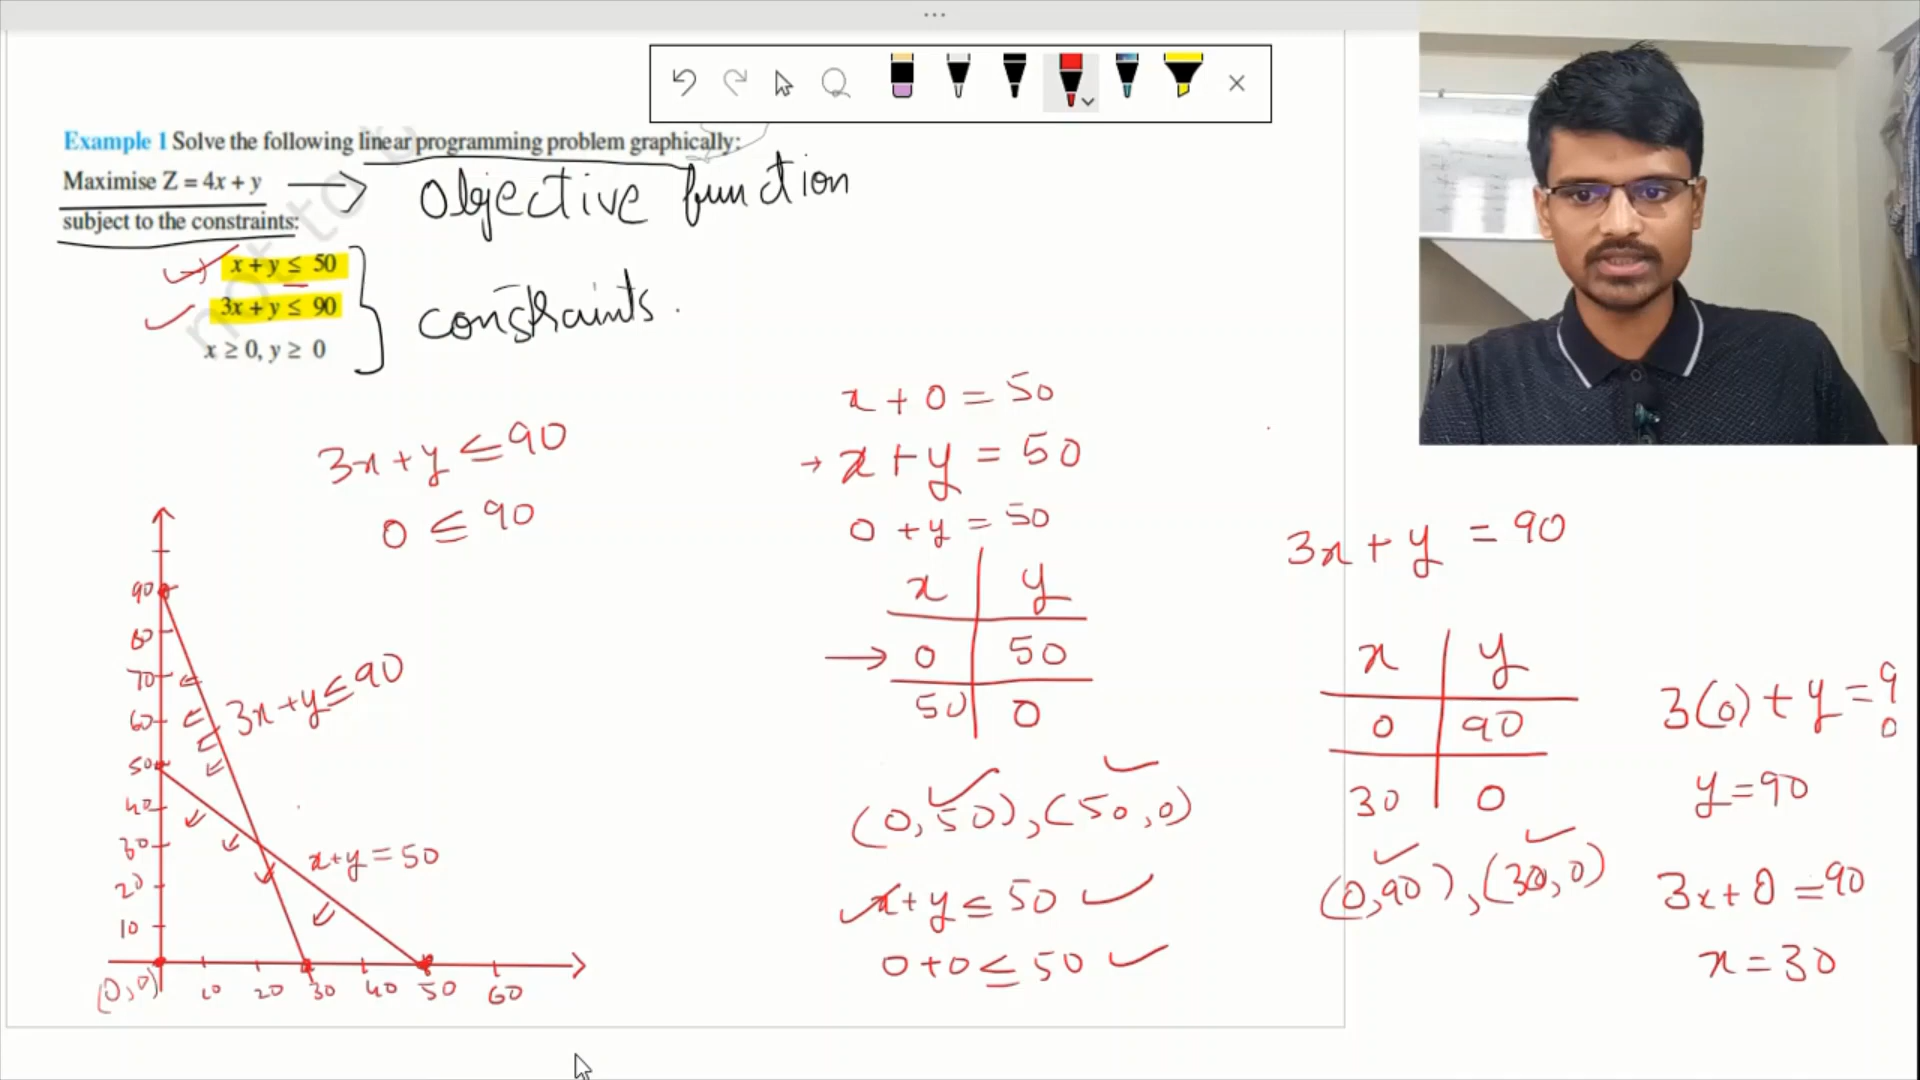 Example 1 Solve the following linear programming problem graphically:
Maximise Z = 4x + y → Objective function
subject to the constraints:
x + y ≤ 50
3x + y ≤ 90
x ≥ 0, y ≥ 0
constraints.
3x + y ≤ 90
0 ≤ 90
90
80
70
60
50
40
30
20
10
(0,0)
10 20 30 40 50 60
3x + y ≤ 90
x + y = 50
x + 0 = 50
→ x + y = 50
0 + y = 50
x y
→ 0 50
50 0
(0, 50), (50, 0)
x + y ≤ 50
0 + 0 ≤ 50
3x + y = 90
x y
0 90
30 0
(0, 90), (30, 0)
3(0) + y = 90
y = 90
3x + 0 = 90
x = 30